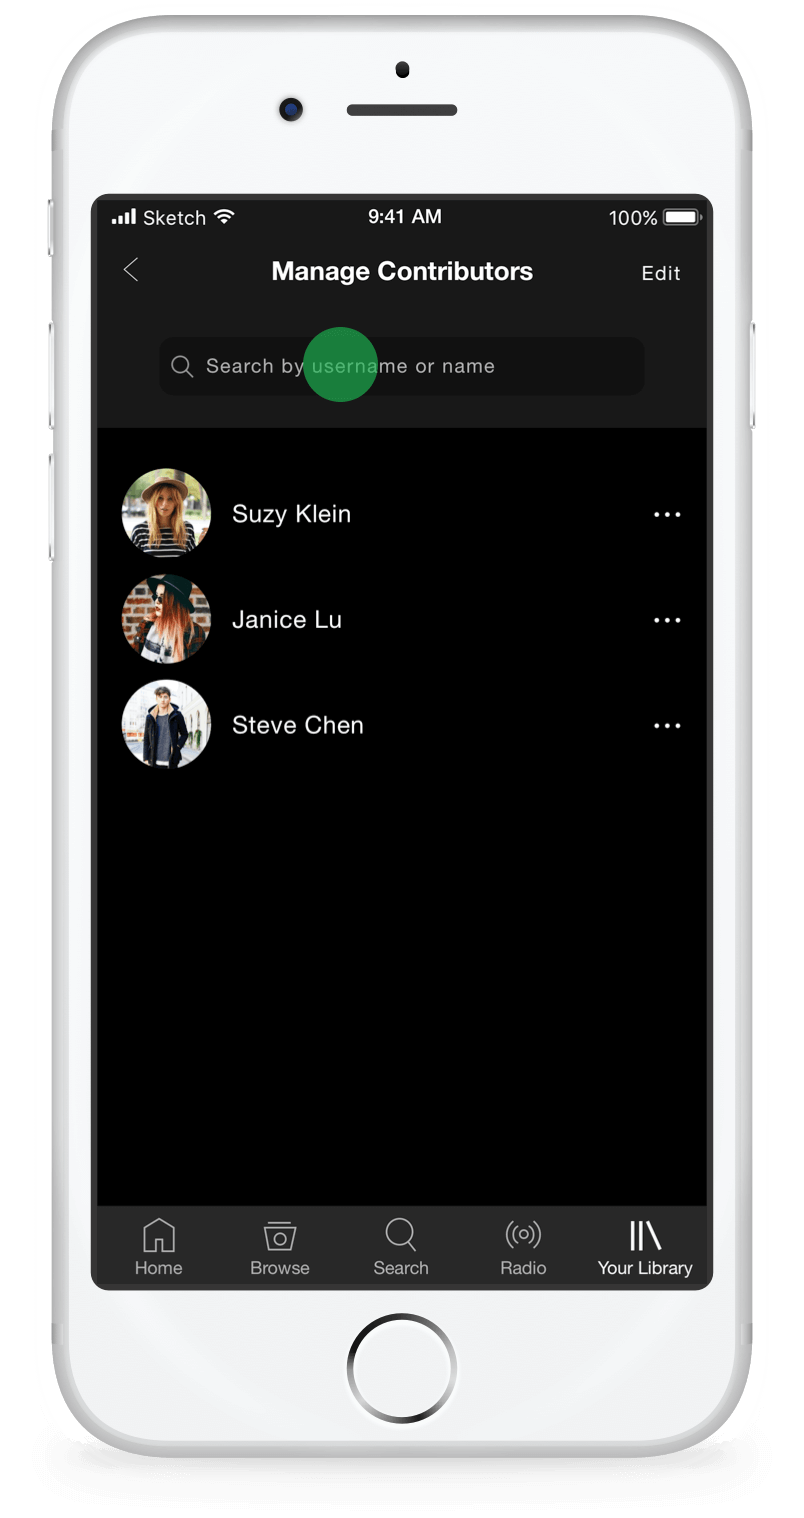 Sketch 9:41 AM 100%
Manage Contributors Edit
Search by username or name
Suzy Klein
Janice Lu
Steve Chen
Home Browse Search Radio Your Library